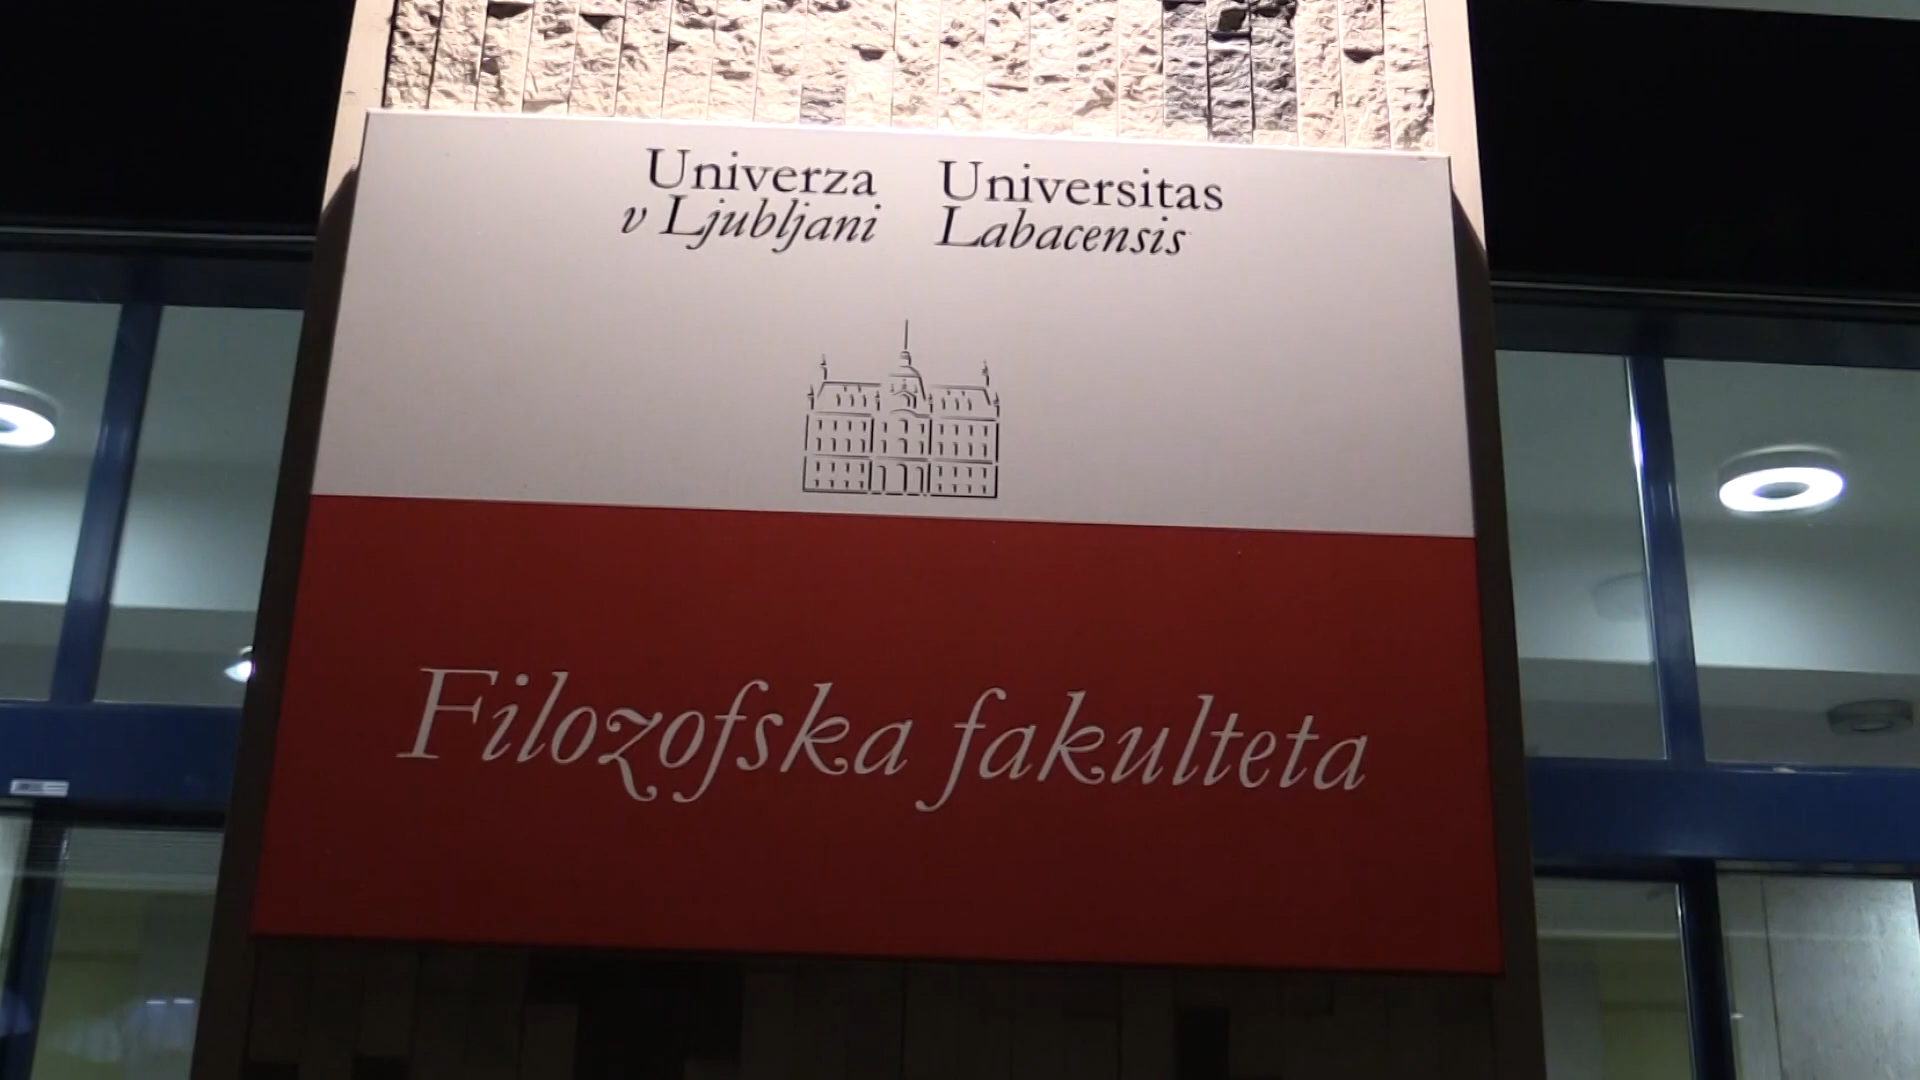 Univerza
v Ljubljani
Universitas
Labacensis
Filozofska fakulteta